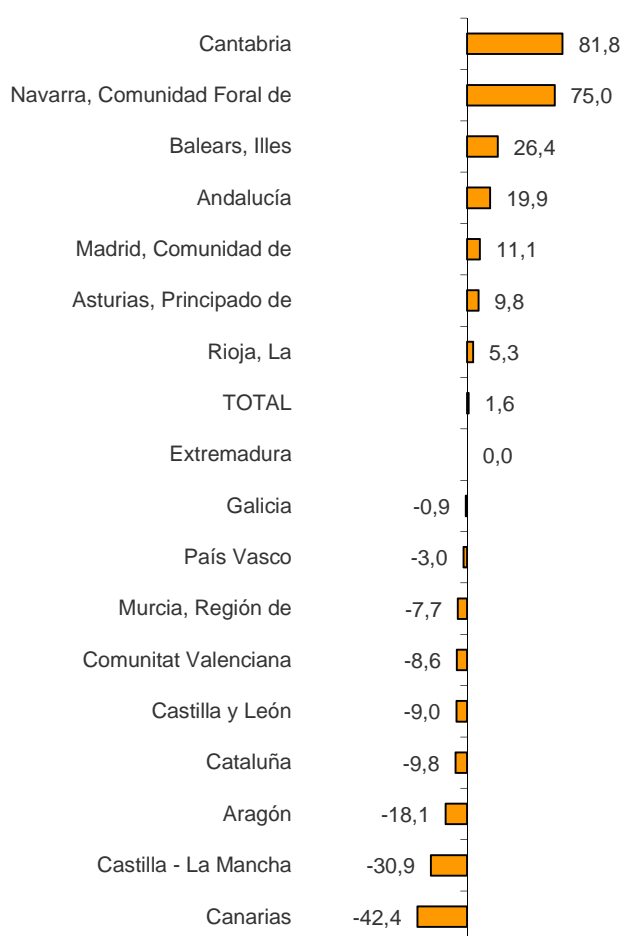 Cantabria 81,8
Navarra, Comunidad Foral de 75,0
Balears, Illes 26,4
Andalucía 19,9
Madrid, Comunidad de 11,1
Asturias, Principado de 9,8
Rioja, La 5,3
TOTAL 1,6
Extremadura 0,0
Galicia -0,9
País Vasco -3,0
Murcia, Región de -7,7
Comunitat Valenciana -8,6
Castilla y León -9,0
Cataluña -9,8
Aragón -18,1
Castilla - La Mancha -30,9
Canarias -42,4